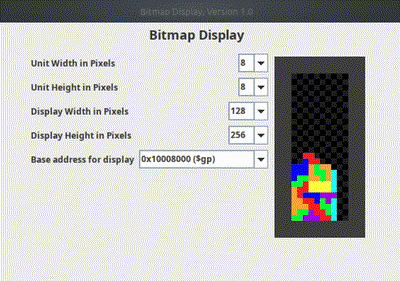 Bitmap Display, Version 1.0
Bitmap Display
Unit Width in Pixels 8
Unit Height in Pixels 8
Display Width in Pixels 128
Display Height in Pixels 256
Base address for display 0x10008000 ($gp)